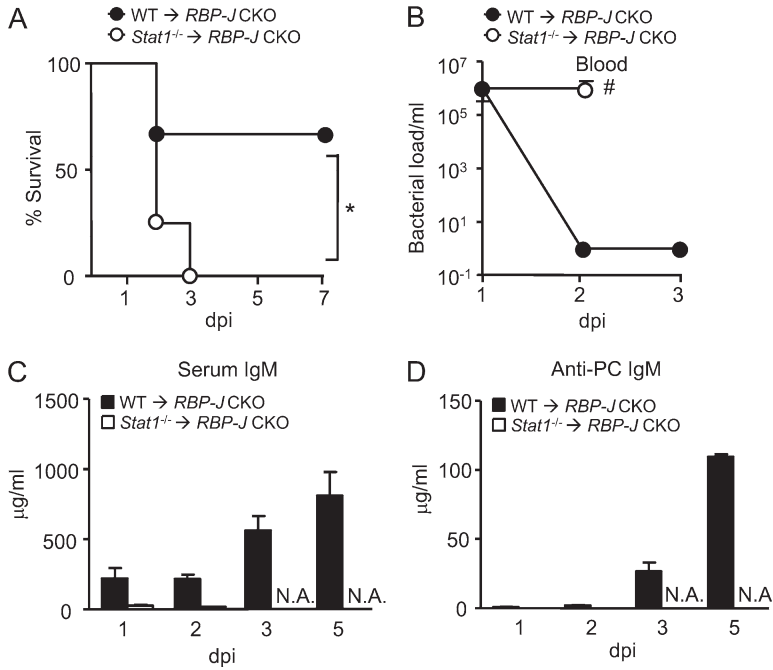 A
WT → RBP-J CKO
Stat1-/- → RBP-J CKO
100
50
0
% Survival
*
1 3 5 7
dpi
B
WT → RBP-J CKO
Stat1-/- → RBP-J CKO
Blood
#
10^7
10^5
10^3
10^1
10^-1
Bacterial load/ml
1 2 3
dpi
C
Serum IgM
WT → RBP-J CKO
Stat1-/- → RBP-J CKO
1500
1000
500
0
µg/ml
N.A. N.A.
1 2 3 5
dpi
D
Anti-PC IgM
WT → RBP-J CKO
Stat1-/- → RBP-J CKO
150
100
50
0
µg/ml
N.A. N.A
1 2 3 5
dpi